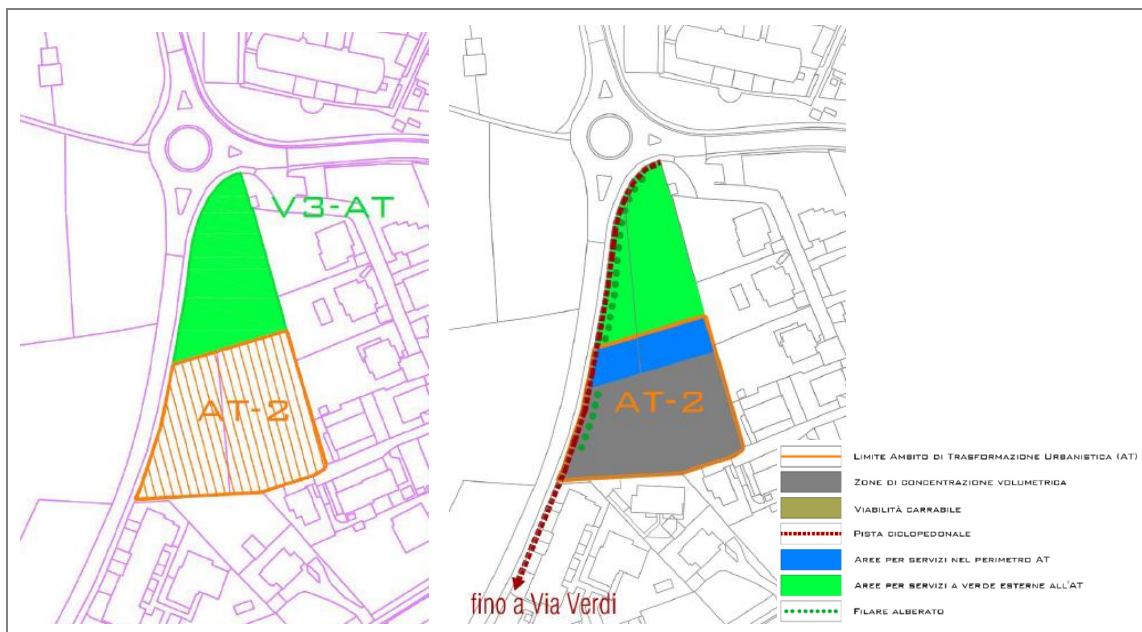 V3-AT
AT-2
AT-2
fino a Via Verdi
Limite Ambito di Trasformazione Urbanistica (AT)
Zone di concentrazione volumetrica
Viabilità carrabile
Pista ciclopedonale
Aree per servizi nel perimetro AT
Aree per servizi a verde esterne all'AT
Filare alberato